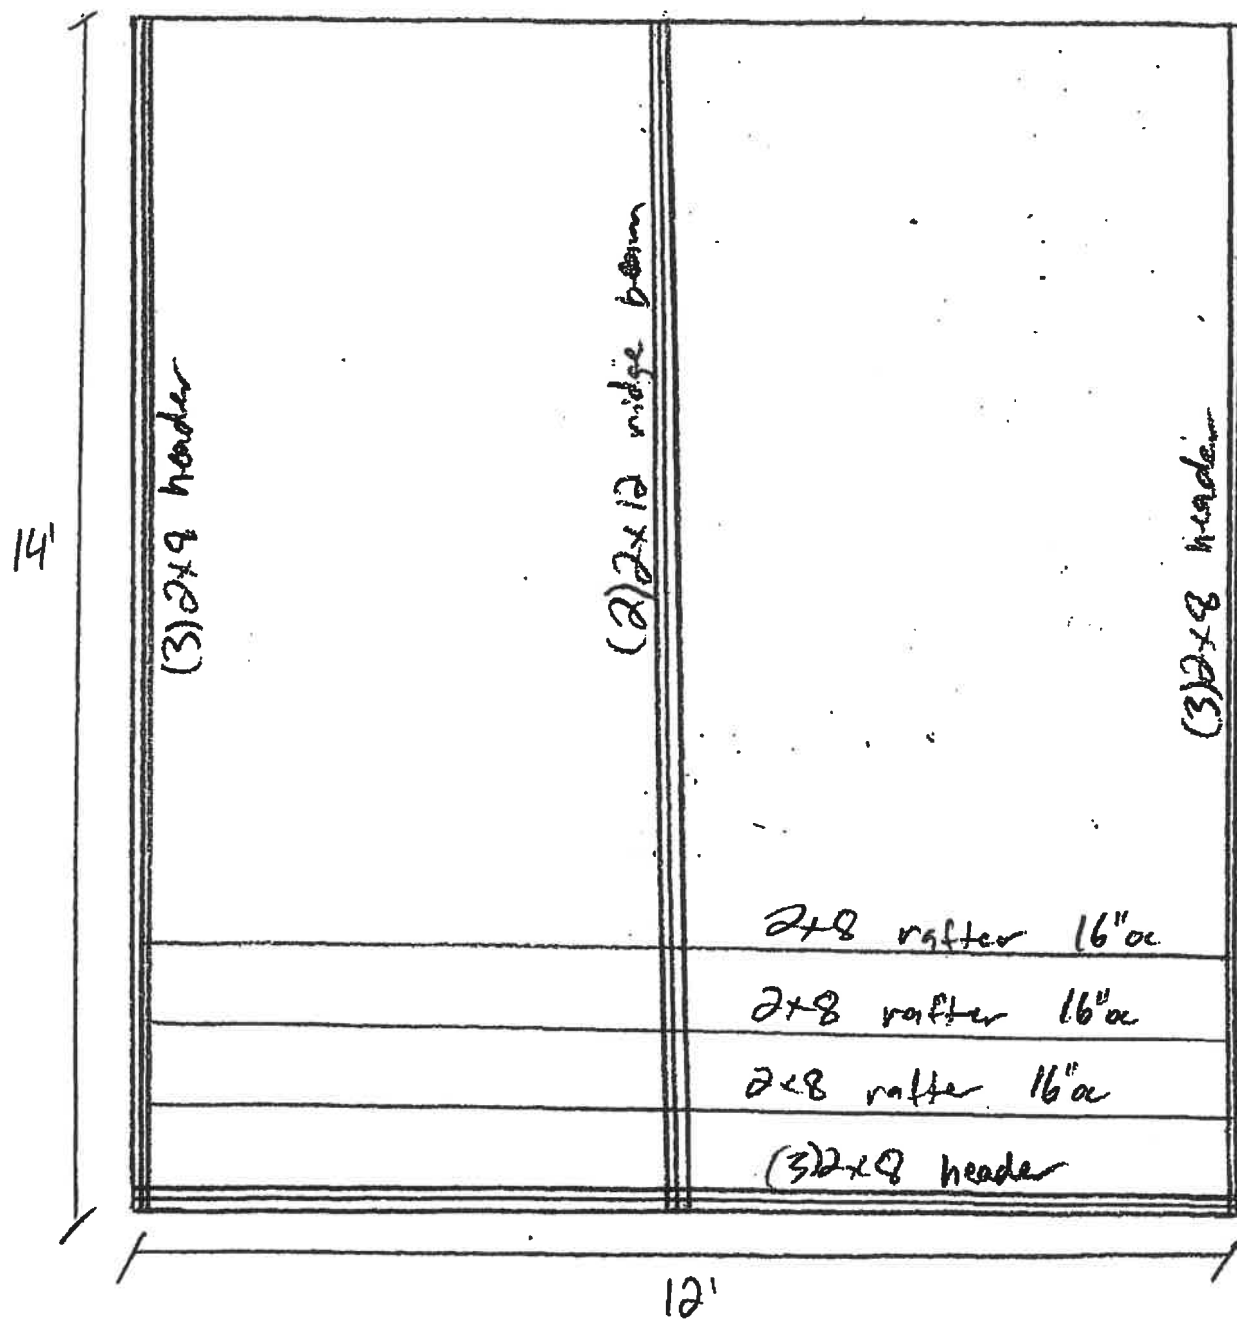 14'
(3)2x8 header
(2)2x12 ridge beam
(3)2x8 header
2x8 rafter 16"oc
2x8 rafter 16"oc
2x8 rafter 16"oc
(3)2x8 header
12'